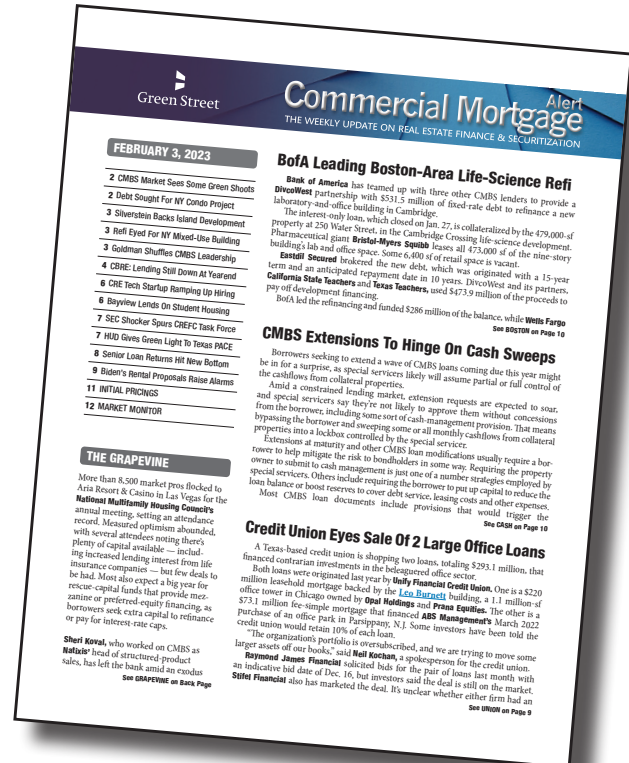 Green Street
Commercial Mortgage
Alert
THE WEEKLY UPDATE ON REAL ESTATE FINANCE & SECURITIZATION
FEBRUARY 3, 2023
2 CMBS Market Sees Some Green Shoots
2 Debt Sought For NY Condo Project
3 Silverstein Backs Island Development
3 Refi Eyed For NY Mixed-Use Building
3 Goldman Shuffles CMBS Leadership
4 CBRE: Lending Still Down At Yearend
6 CRE Tech Startup Ramping Up Hiring
6 Bayview Lends On Student Housing
7 SEC Shocker Spurs CREFC Task Force
7 HUD Gives Green Light To Texas PACE
8 Senior Loan Returns Hit New Bottom
9 Biden's Rental Proposals Raise Alarms
11 INITIAL PRICINGS
12 MARKET MONITOR
THE GRAPEVINE
More than 8,500 market pros flocked to
Aria Resort & Casino in Las Vegas for the
National Multifamily Housing Council's
annual meeting, setting an attendance
record. Measured optimism abounded,
with several attendees noting there's
plenty of capital available — includ-
ing increased lending interest from life
insurance companies — but few deals to
be had. Most also expect a big year for
rescue-capital funds that provide mez-
zanine or preferred-equity financing, as
borrowers seek extra capital to refinance
or pay for interest-rate caps.
Sheri Koval, who worked on CMBS as
Natixis' head of structured-product
sales, has left the bank amid an exodus
See GRAPEVINE on Back Page
BofA Leading Boston-Area Life-Science Refi
Bank of America has teamed up with three other CMBS lenders to provide a
DivcoWest partnership with $531.5 million of fixed-rate debt to refinance a new
laboratory-and-office building in Cambridge.
The interest-only loan, which closed on Jan. 27, is collateralized by the 479,000-sf
property at 250 Water Street, in the Cambridge Crossing life-science development.
Pharmaceutical giant Bristol-Myers Squibb leases all 473,000 sf of the nine-story
building's lab and office space. Some 6,400 sf of retail space is vacant.
Eastdil Secured brokered the new debt, which was originated with a 15-year
term and an anticipated repayment date in 10 years. DivcoWest and its partners,
California State Teachers and Texas Teachers, used $473.9 million of the proceeds to
pay off development financing.
BofA led the refinancing and funded $286 million of the balance, while Wells Fargo
See BOSTON on Page 10
CMBS Extensions To Hinge On Cash Sweeps
Borrowers seeking to extend a wave of CMBS loans coming due this year might
be in for a surprise, as special servicers likely will assume partial or full control of
the cashflows from collateral properties.
Amid a constrained lending market, extension requests are expected to soar,
and special servicers say they're not likely to approve them without concessions
from the borrower, including some sort of cash-management provision. That means
bypassing the borrower and sweeping some or all monthly cashflows from collateral
properties into a lockbox controlled by the special servicer.
Extensions at maturity and other CMBS loan modifications usually require a bor-
rower to help mitigate the risk to bondholders in some way. Requiring the property
owner to submit to cash management is just one of a number strategies employed by
special servicers. Others include requiring the borrower to put up capital to reduce the
loan balance or boost reserves to cover debt service, leasing costs and other expenses.
Most CMBS loan documents include provisions that would trigger the
See CASH on Page 10
Credit Union Eyes Sale Of 2 Large Office Loans
A Texas-based credit union is shopping two loans, totaling $293.1 million, that
financed contrarian investments in the beleaguered office sector.
Both loans were originated last year by Unify Financial Credit Union. One is a $220
million leasehold mortgage backed by the Leo Burnett building, a 1.1 million-sf
office tower in Chicago owned by Opal Holdings and Prana Equities. The other is a
$73.1 million fee-simple mortgage that financed ABS Management's March 2022
purchase of an office park in Parsippany, N.J. Some investors have been told the
credit union would retain 10% of each loan.
"The organization's portfolio is oversubscribed, and we are trying to move some
larger assets off our books," said Neil Kochan, a spokesperson for the credit union.
Raymond James Financial solicited bids for the pair of loans last month with
an indicative bid date of Dec. 16, but investors said the deal is still on the market.
Stifel Financial also has marketed the deal. It's unclear whether either firm had an
See UNION on Page 9